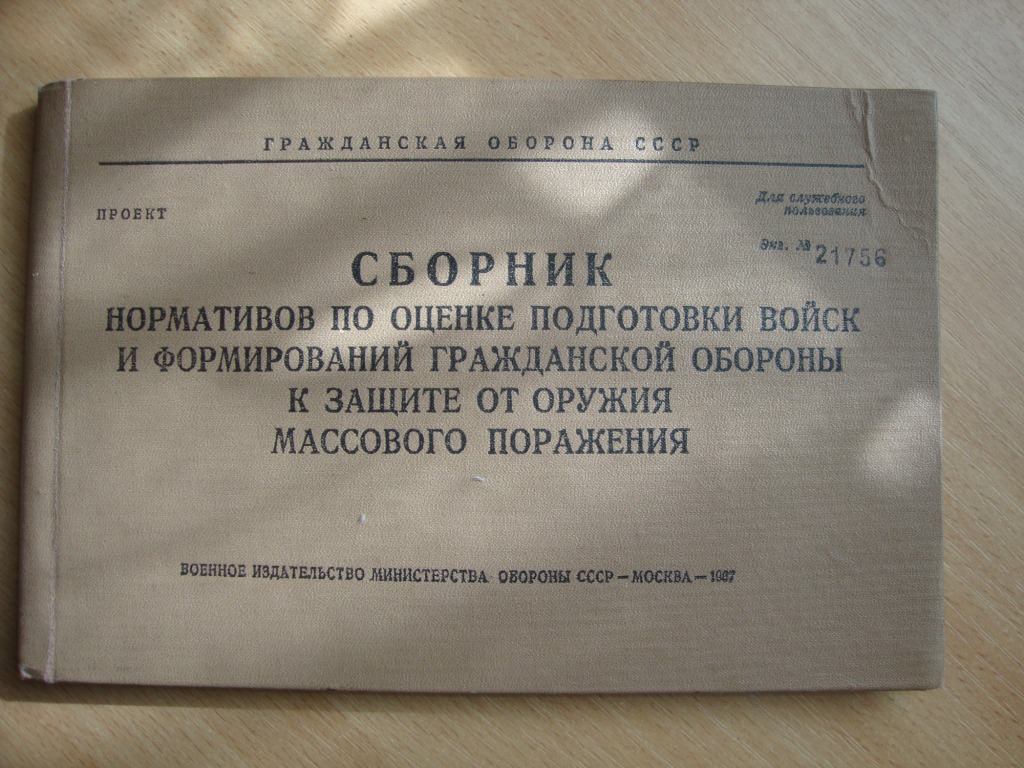 ГРАЖДАНСКАЯ ОБОРОНА СССР
ПРОЕКТ
Для служебного
пользования
Экз. № 21756
СБОРНИК
НОРМАТИВОВ ПО ОЦЕНКЕ ПОДГОТОВКИ ВОЙСК
И ФОРМИРОВАНИЙ ГРАЖДАНСКОЙ ОБОРОНЫ
К ЗАЩИТЕ ОТ ОРУЖИЯ
МАССОВОГО ПОРАЖЕНИЯ
ВОЕННОЕ ИЗДАТЕЛЬСТВО МИНИСТЕРСТВА ОБОРОНЫ СССР — МОСКВА — 1967